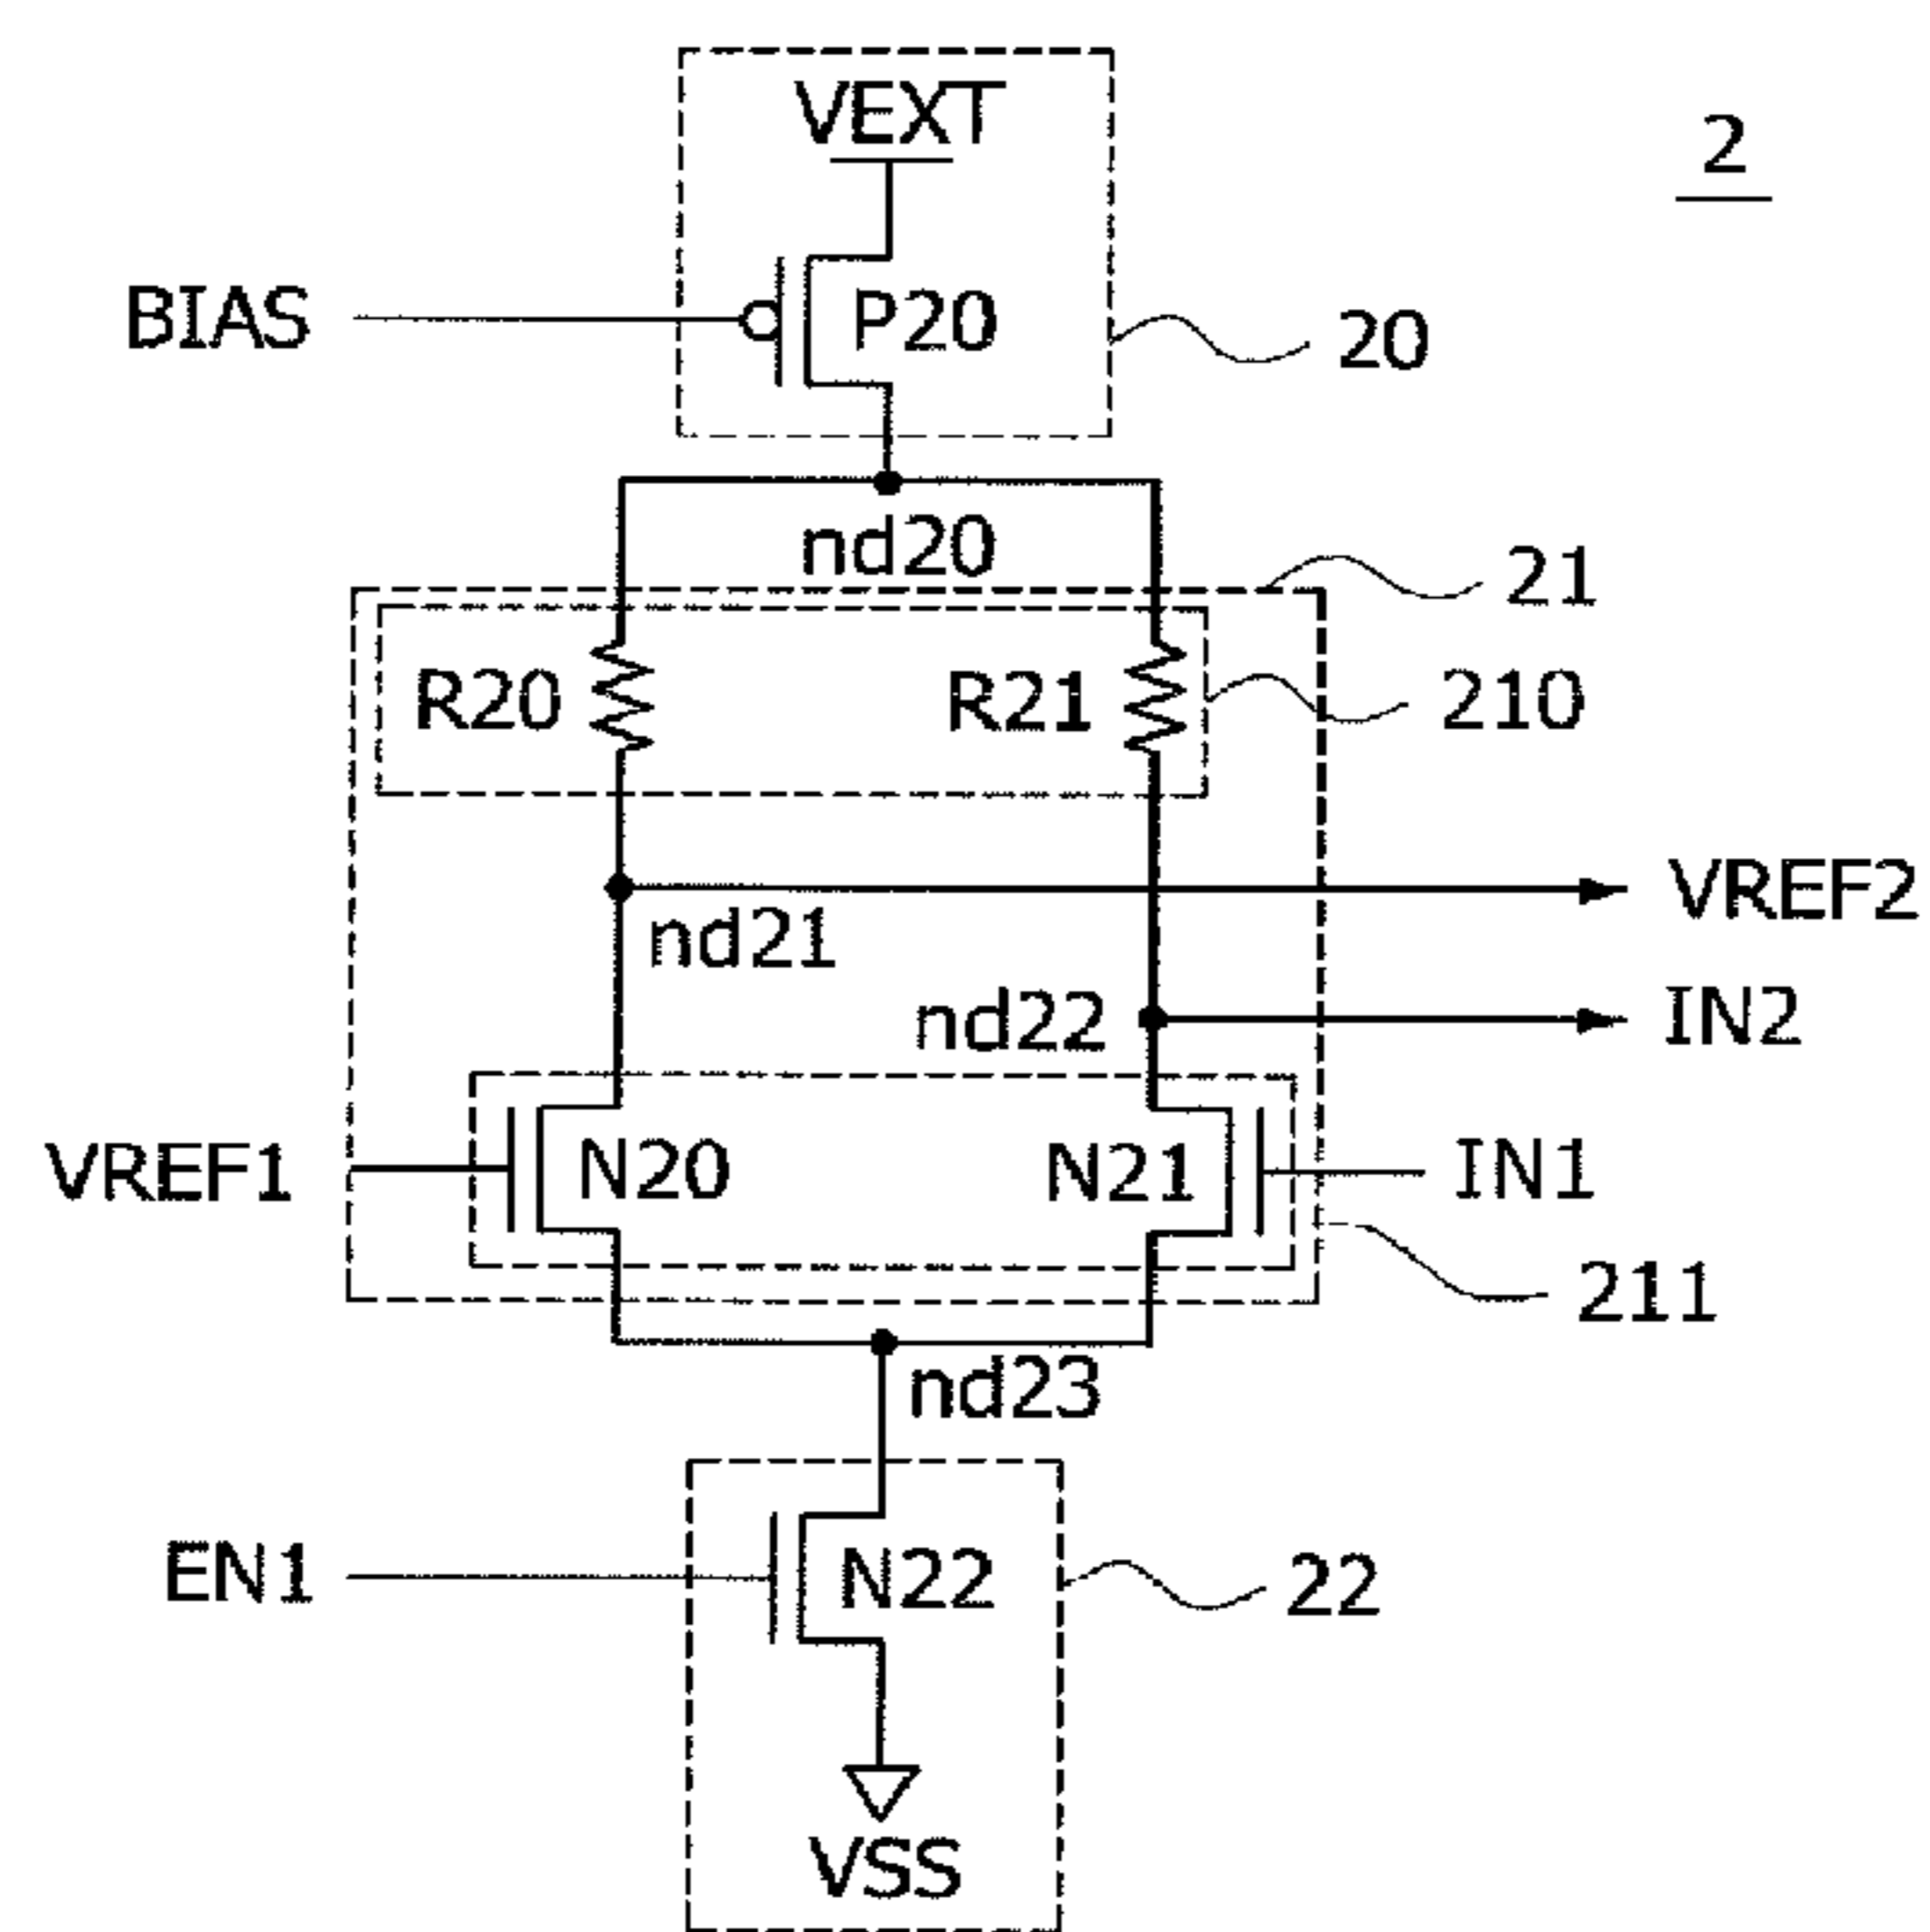 VEXT
2
BIAS
P20
20
nd20
21
R20
R21
210
VREF2
nd21
nd22
IN2
VREF1
N20
N21
IN1
211
nd23
EN1
N22
22
VSS